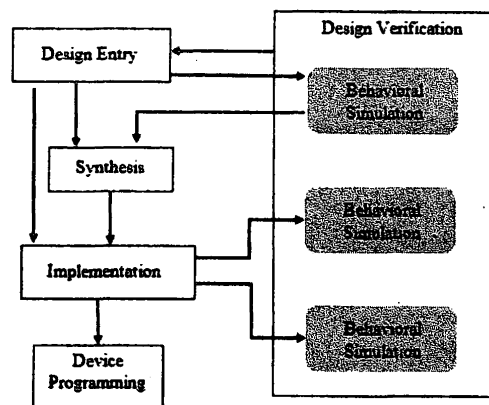 Design Verification
Design Entry
Behavioral
Simulation
Synthesis
Behavioral
Simulation
Implementation
Behavioral
Simulation
Device
Programming